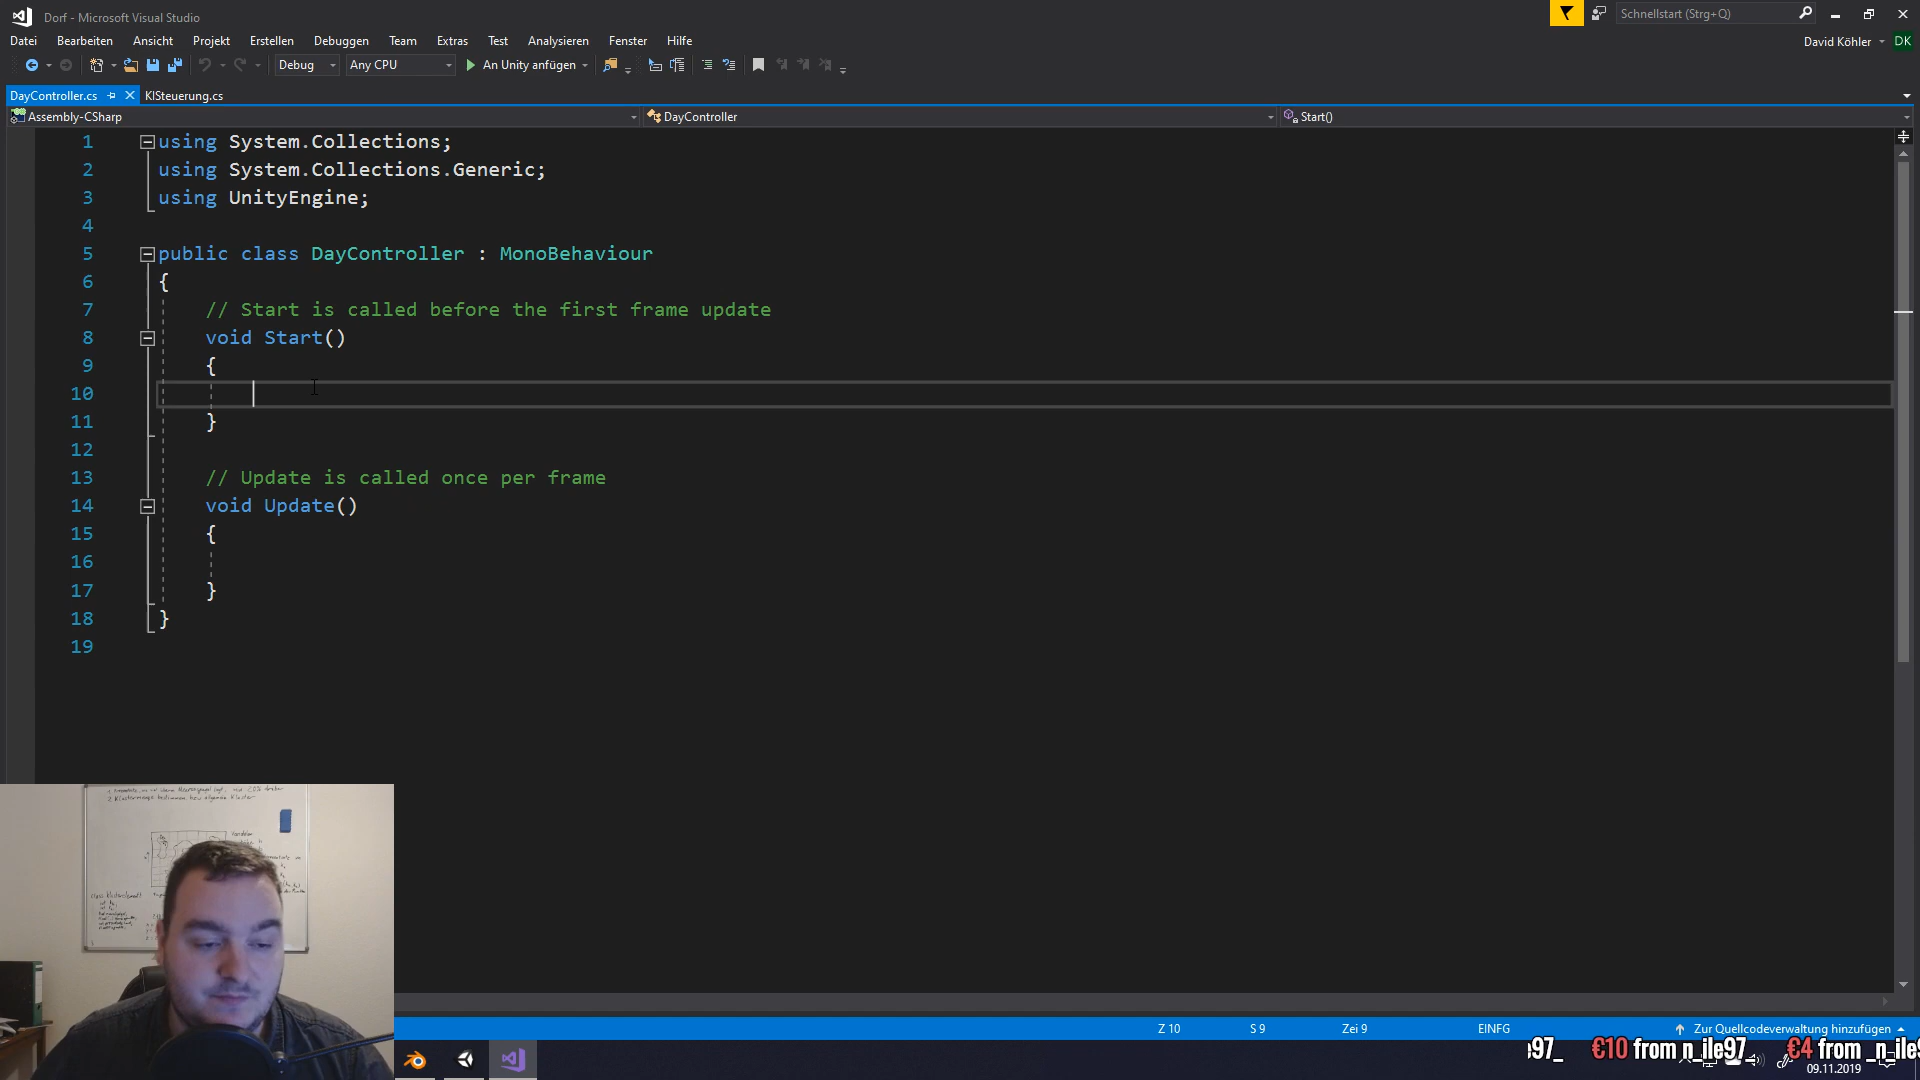 Dorf - Microsoft Visual Studio
Schnellstart (Strg+Q)
Datei Bearbeiten Ansicht Projekt Erstellen Debuggen Team Extras Test Analysieren Fenster Hilfe
David Köhler DK
Debug Any CPU An Unity anfügen
DayController.cs KISteuerung.cs
Assembly-CSharp DayController Start()
1 using System.Collections;
2 using System.Collections.Generic;
3 using UnityEngine;
4
5 public class DayController : MonoBehaviour
6 {
7 // Start is called before the first frame update
8 void Start()
9 {
10
11 }
12
13 // Update is called once per frame
14 void Update()
15 {
16
17 }
18 }
19
Z 10 S 9 Zei 9 EINFG Zur Quellcodeverwaltung hinzufügen
€10 from n_ile97_ €4 from
09.11.2019